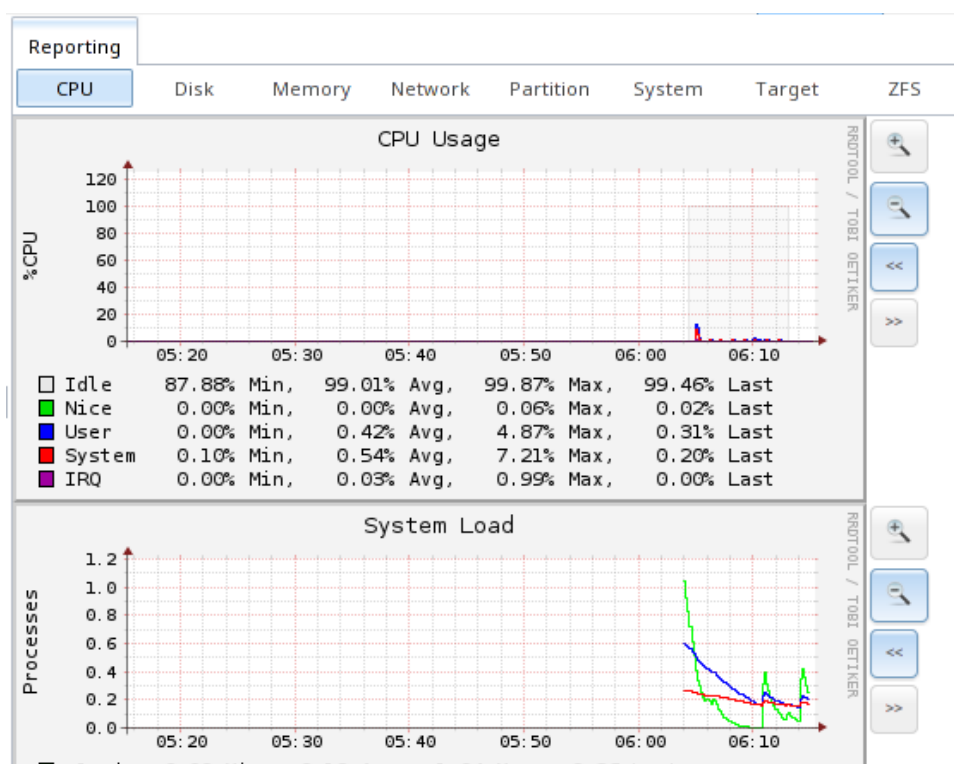 Reporting
CPU Disk Memory Network Partition System Target ZFS
CPU Usage
RRDTOOL / TOBI OETIKER
%CPU
120
100
80
60
40
20
0
05:20 05:30 05:40 05:50 06:00 06:10
Idle 87.88% Min, 99.01% Avg, 99.87% Max, 99.46% Last
Nice 0.00% Min, 0.00% Avg, 0.06% Max, 0.02% Last
User 0.00% Min, 0.42% Avg, 4.87% Max, 0.31% Last
System 0.10% Min, 0.54% Avg, 7.21% Max, 0.20% Last
IRQ 0.00% Min, 0.03% Avg, 0.99% Max, 0.00% Last
<<
>>
System Load
RRDTOOL / TOBI OETIKER
Processes
1.2
1.0
0.8
0.6
0.4
0.2
0.0
05:20 05:30 05:40 05:50 06:00 06:10
<<
>>